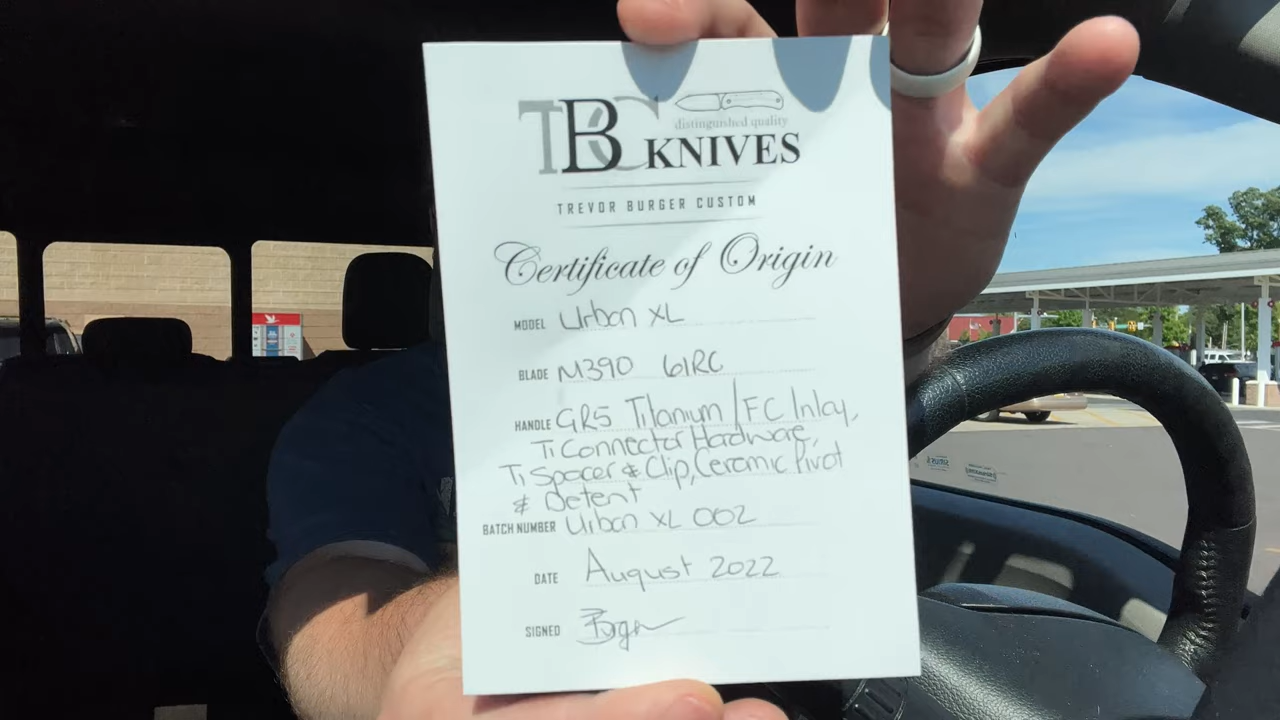 TBC
distinguished quality
KNIVES
TREVOR BURGER CUSTOM
Certificate of Origin
MODEL Urban XL
BLADE M390 61RC
HANDLE GR5 Titanium / FC Inlay,
Ti Connector Hardware,
Ti Spacer & Clip, Ceramic Pivot
& Detent
BATCH NUMBER Urban XL 002
DATE August 2022
SIGNED Burger